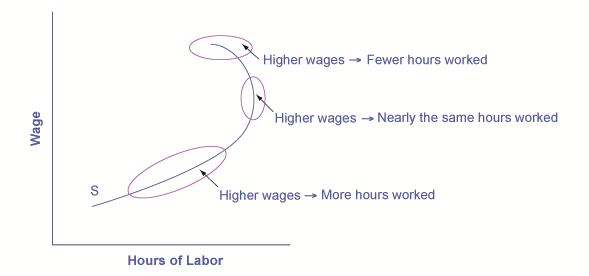 Higher wages → Fewer hours worked
Higher wages → Nearly the same hours worked
Wage
S
Higher wages → More hours worked
Hours of Labor